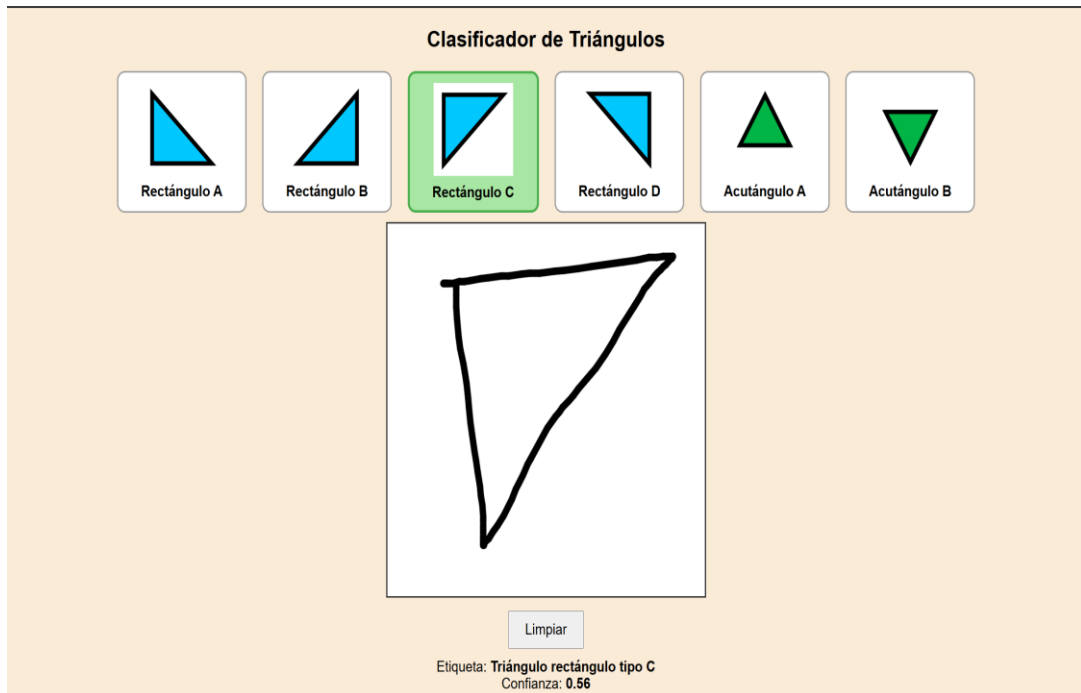 Clasificador de Triángulos
Rectángulo A
Rectángulo B
Rectángulo C
Rectángulo D
Acutángulo A
Acutángulo B
Limpiar
Etiqueta: Triángulo rectángulo tipo C
Confianza: 0.56